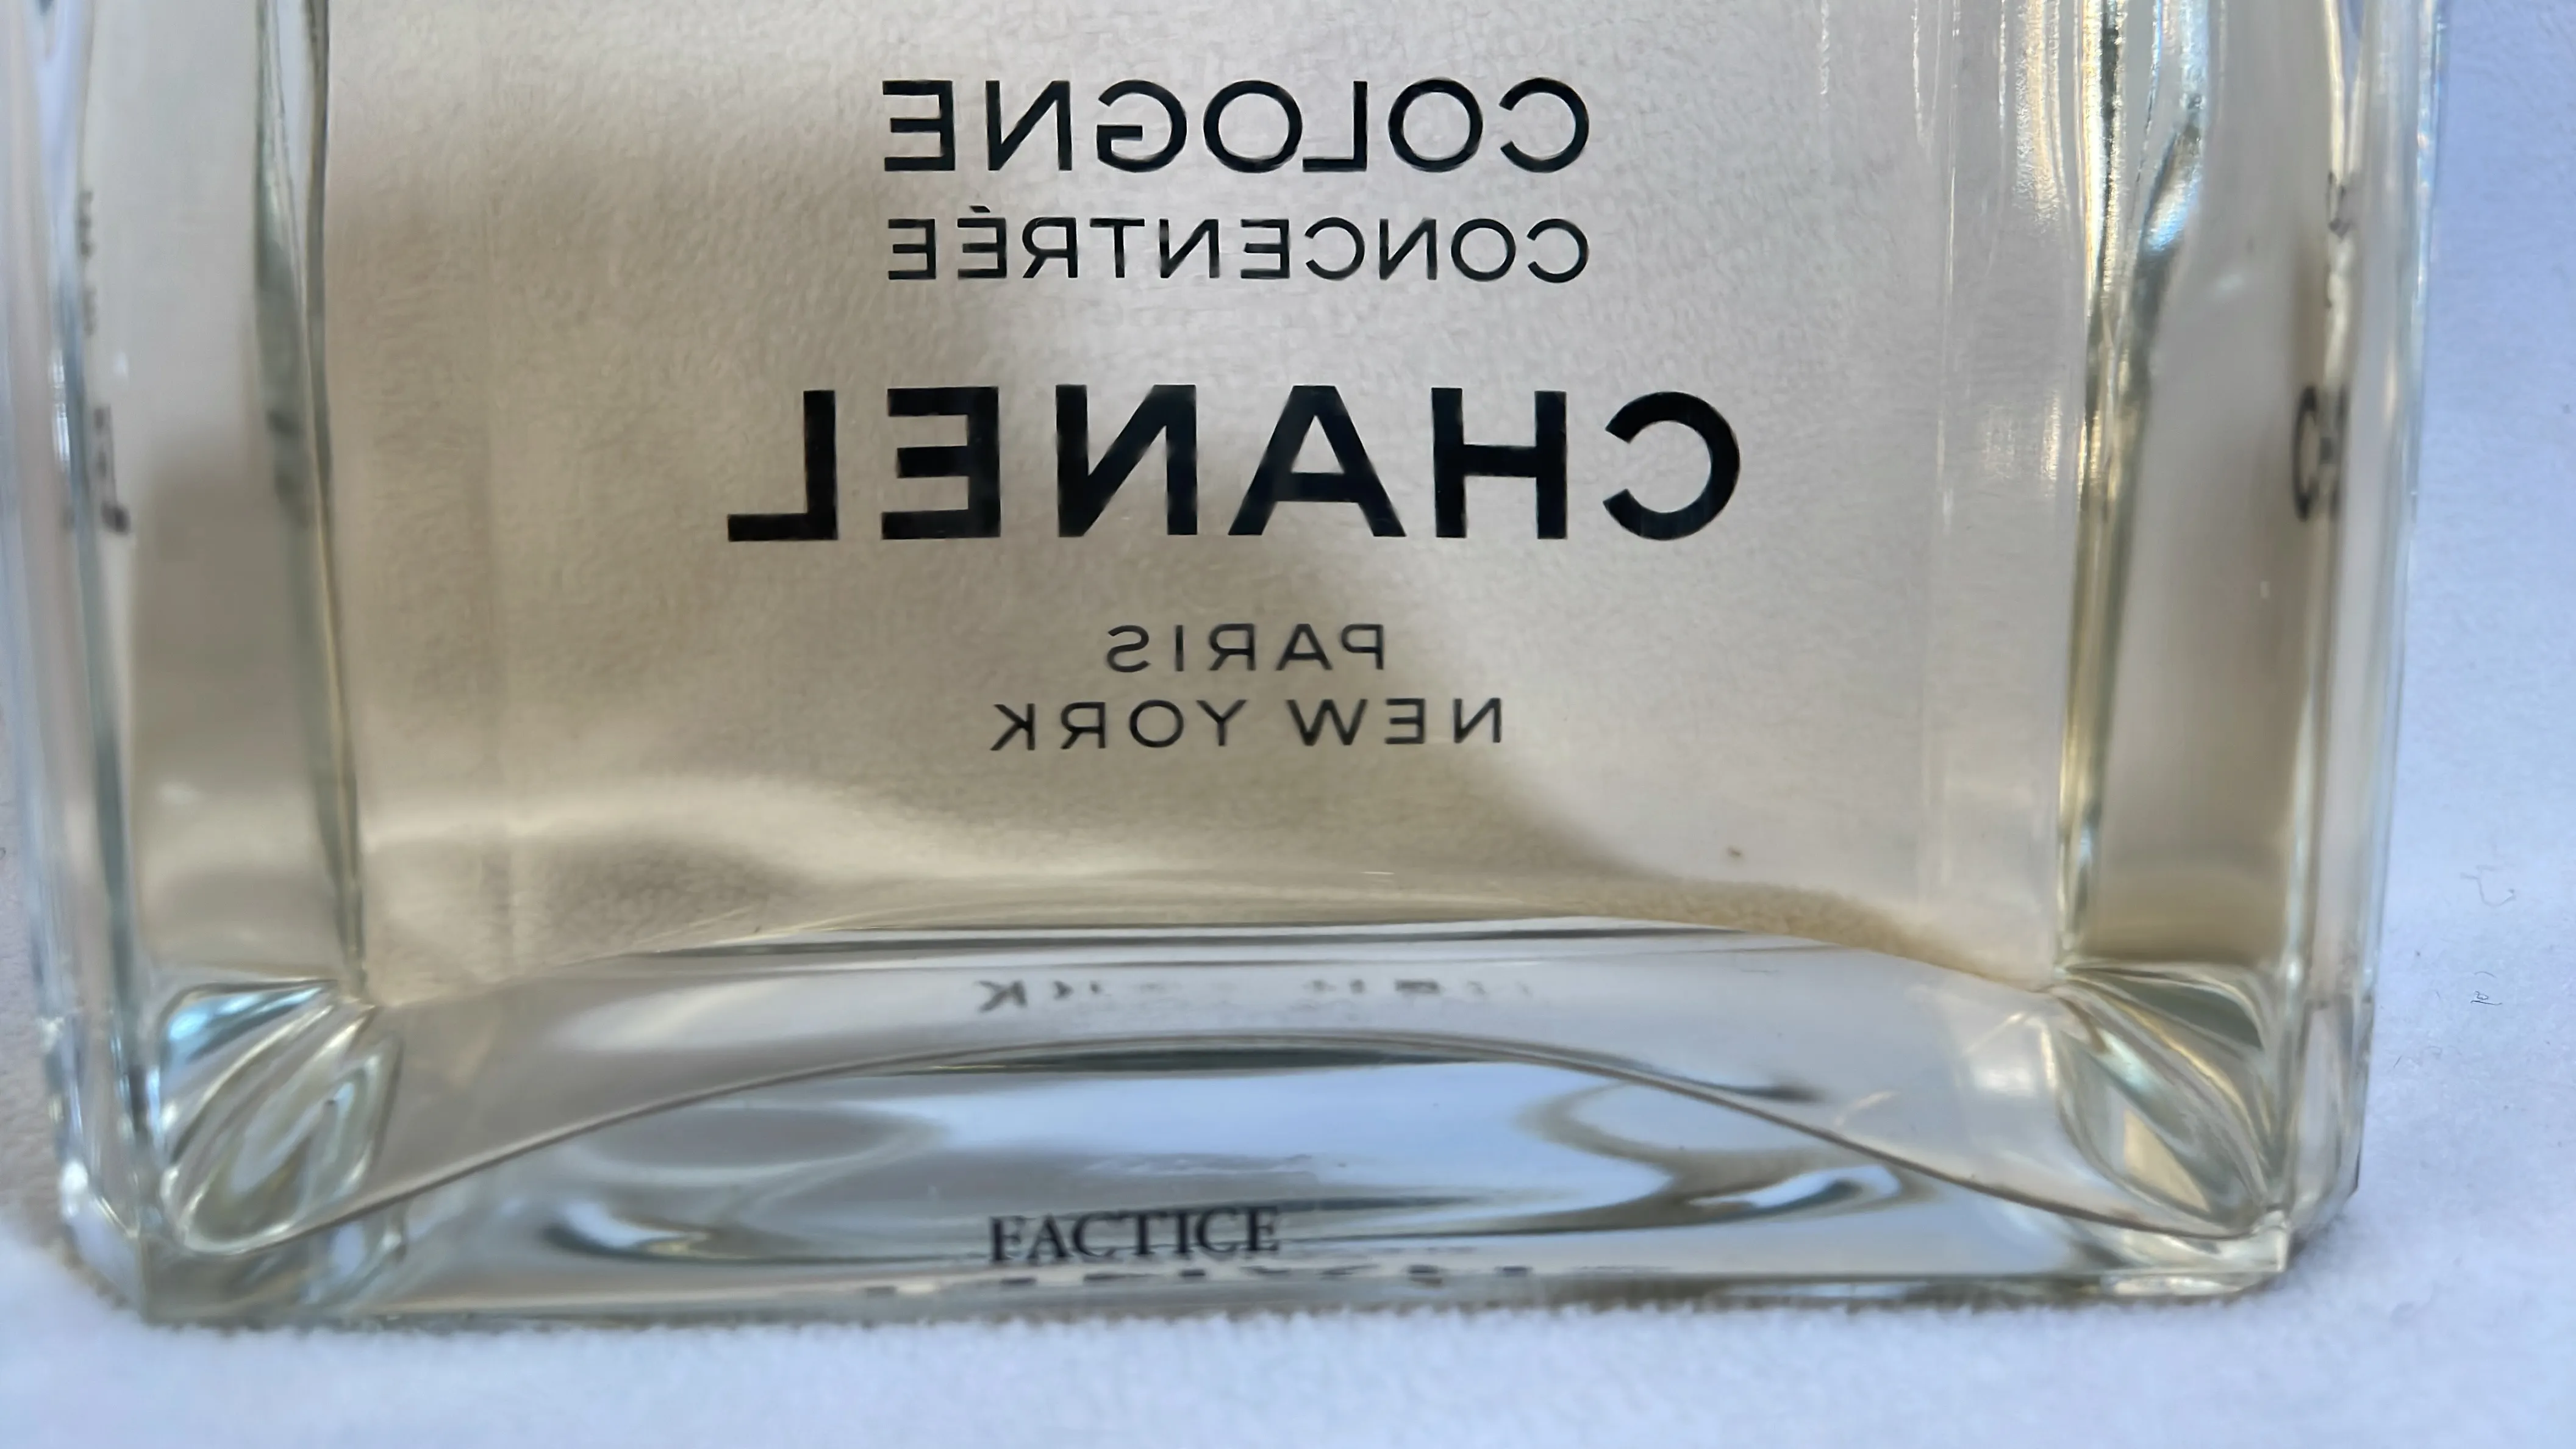 COLOGNE
CONCENTRÉE
CHANEL
PARIS
NEW YORK
FACTICE